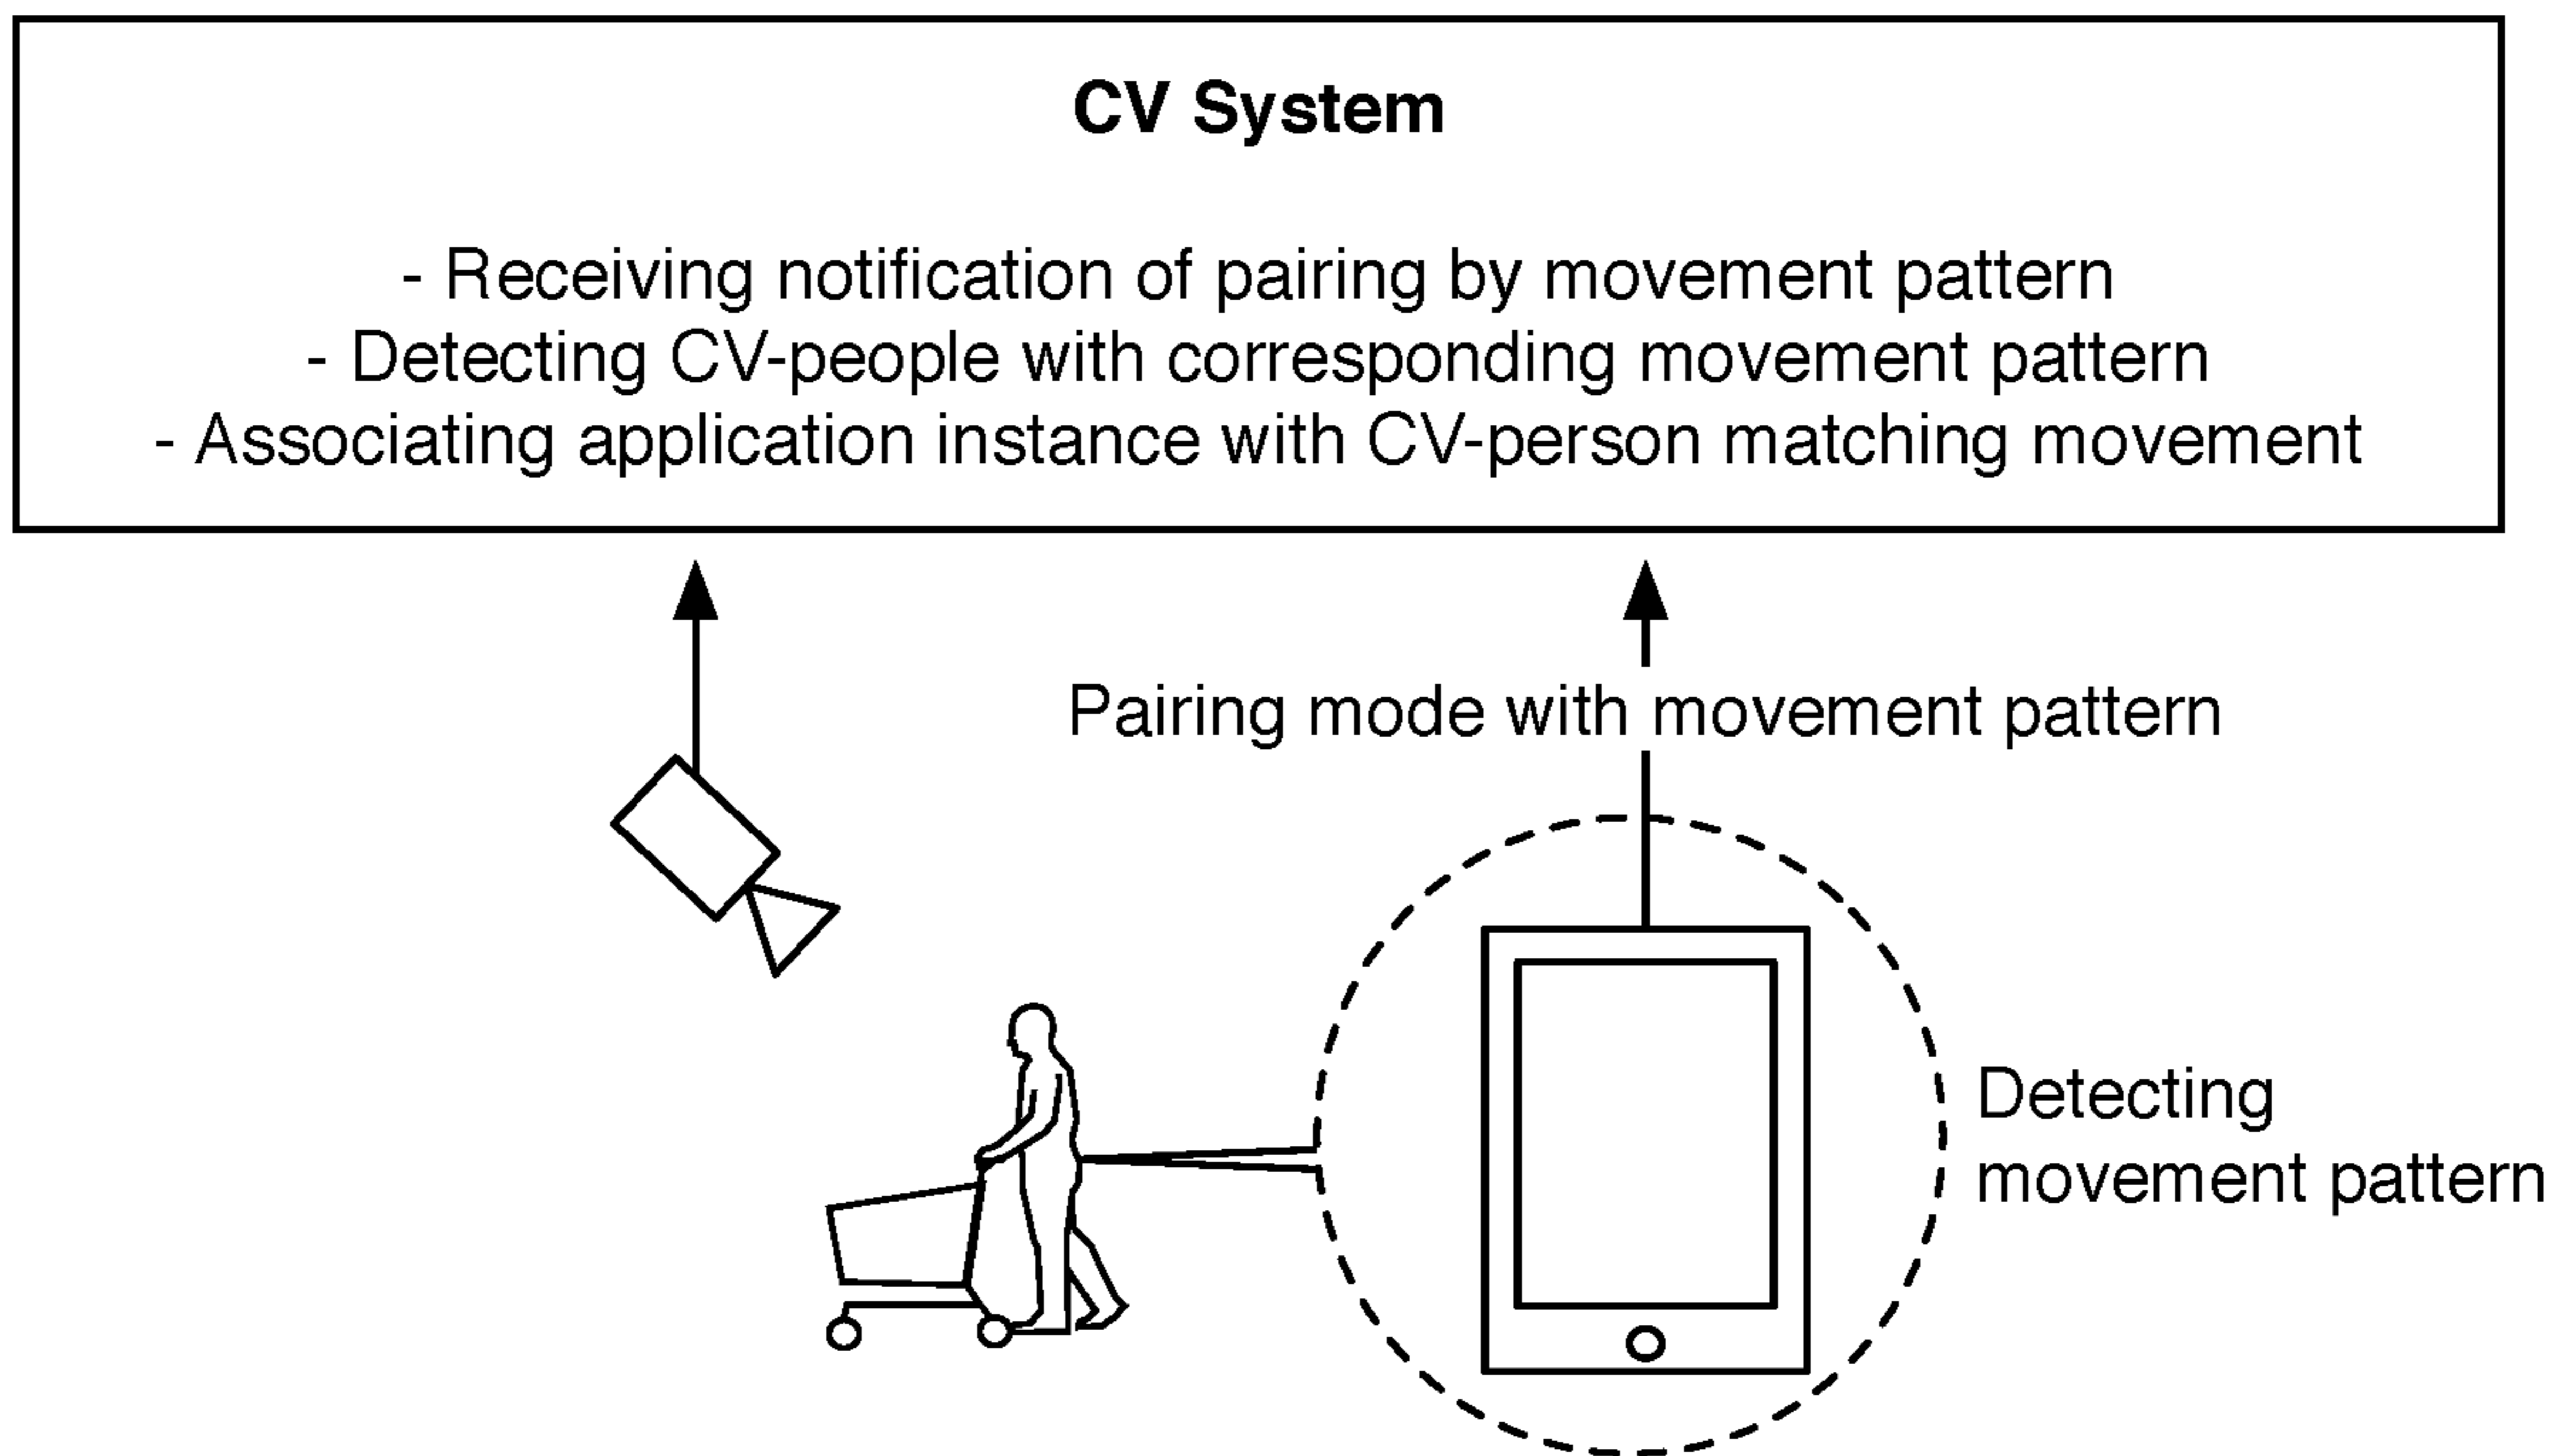 CV System
- Receiving notification of pairing by movement pattern
- Detecting CV-people with corresponding movement pattern
- Associating application instance with CV-person matching movement
Pairing mode with movement pattern
Detecting
movement pattern